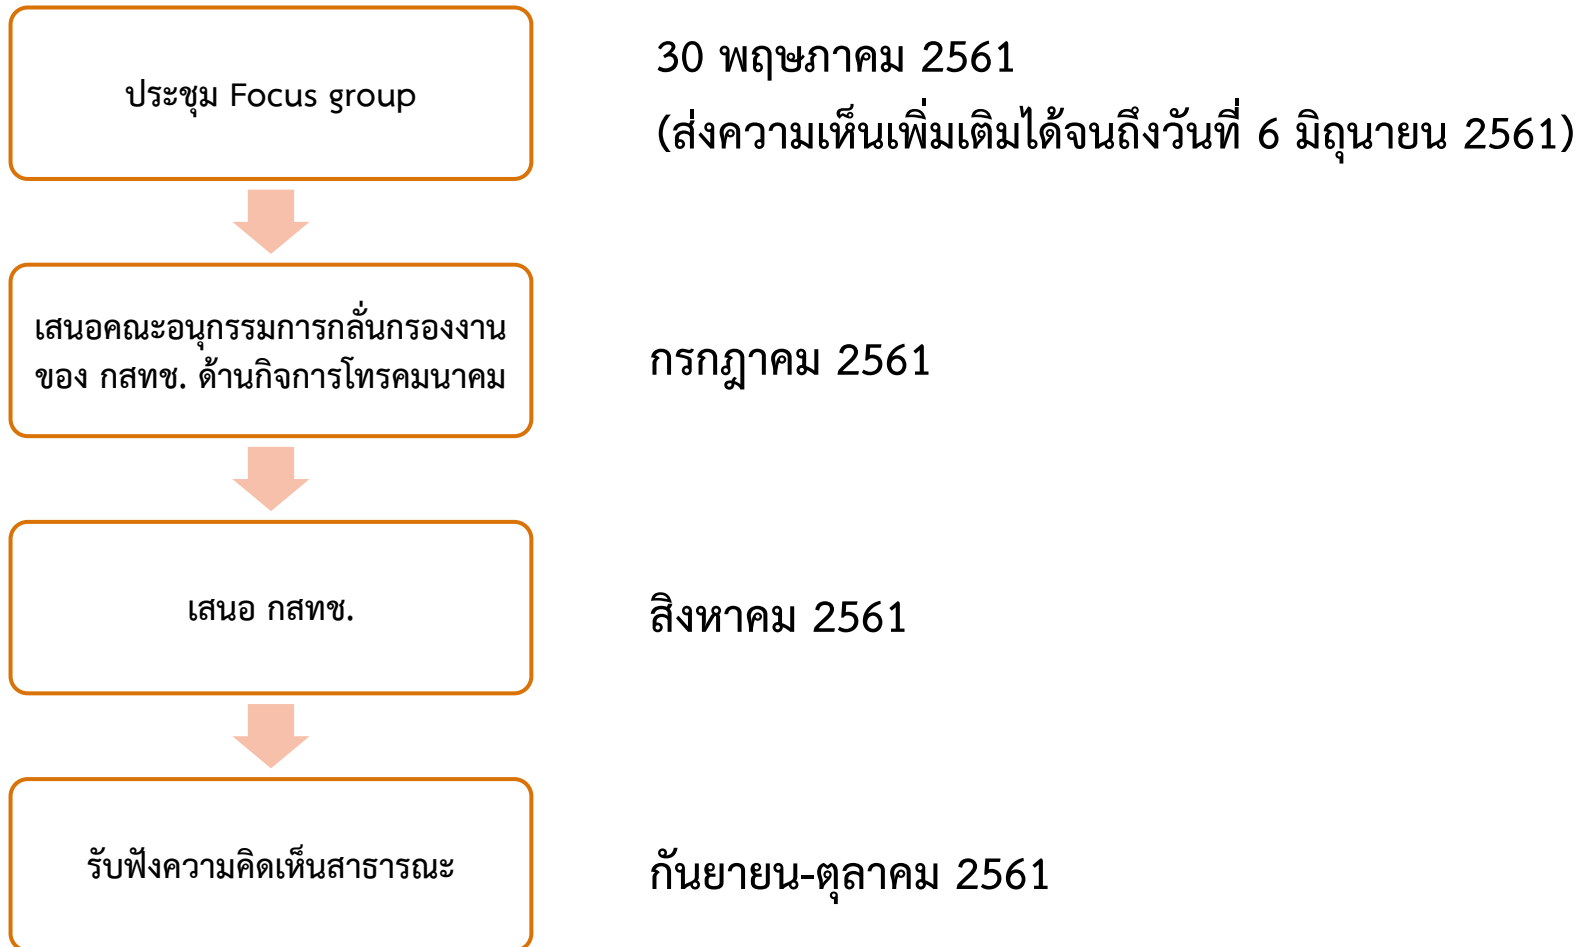 ประชุม Focus group
30 พฤษภาคม 2561
(ส่งความเห็นเพิ่มเติมได้จนถึงวันที่ 6 มิถุนายน 2561)
เสนอคณะอนุกรรมการกลั่นกรองงาน
ของ กสทช. ด้านกิจการโทรคมนาคม
กรกฎาคม 2561
เสนอ กสทช.
สิงหาคม 2561
รับฟังความคิดเห็นสาธารณะ
กันยายน-ตุลาคม 2561